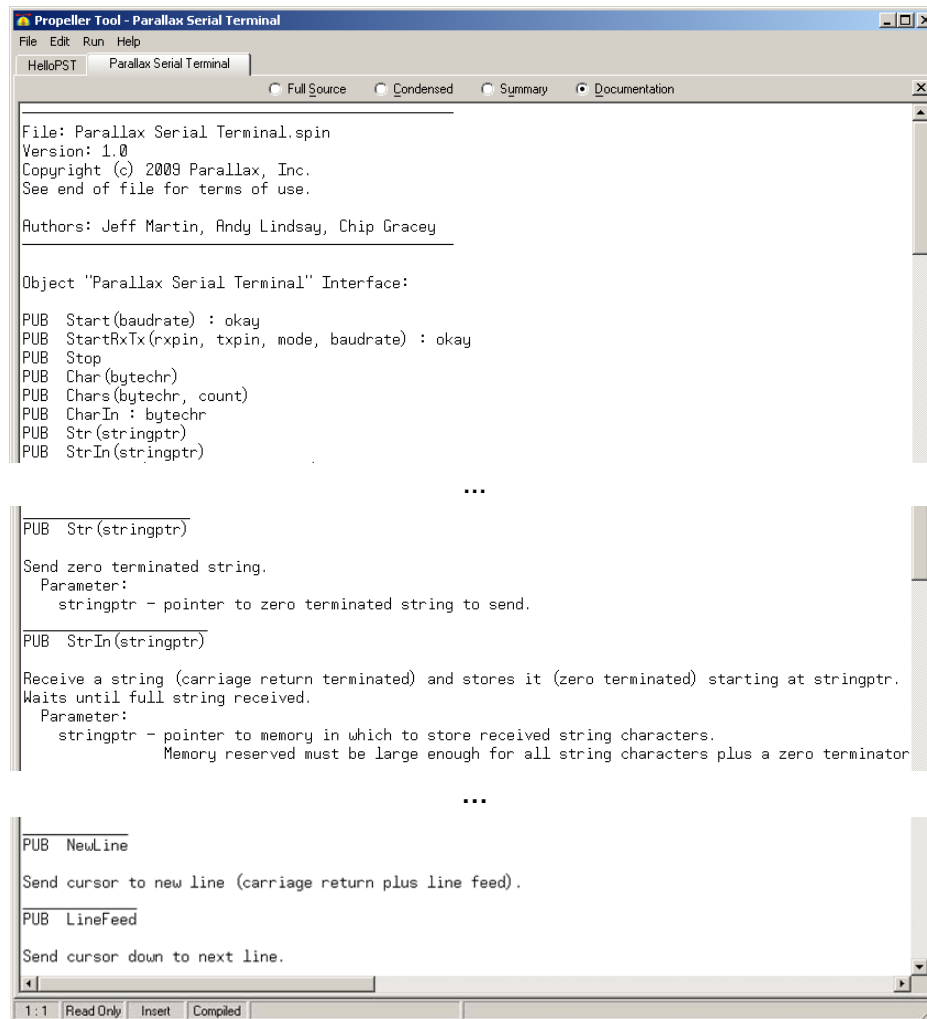 Propeller Tool - Parallax Serial Terminal
File Edit Run Help
HelloPST Parallax Serial Terminal
Full Source Condensed Summary Documentation
File: Parallax Serial Terminal.spin
Version: 1.0
Copyright (c) 2009 Parallax, Inc.
See end of file for terms of use.
Authors: Jeff Martin, Andy Lindsay, Chip Gracey
Object "Parallax Serial Terminal" Interface:
PUB Start(baudrate) : okay
PUB StartRxTx(rxpin, txpin, mode, baudrate) : okay
PUB Stop
PUB Char(bytechr)
PUB Chars(bytechr, count)
PUB CharIn : bytechr
PUB Str(stringptr)
PUB StrIn(stringptr)
...
PUB Str(stringptr)
Send zero terminated string.
Parameter:
stringptr - pointer to zero terminated string to send.
PUB StrIn(stringptr)
Receive a string (carriage return terminated) and stores it (zero terminated) starting at stringptr.
Waits until full string received.
Parameter:
stringptr - pointer to memory in which to store received string characters.
Memory reserved must be large enough for all string characters plus a zero terminator
...
PUB NewLine
Send cursor to new line (carriage return plus line feed).
PUB LineFeed
Send cursor down to next line.
1 : 1 Read Only Insert Compiled